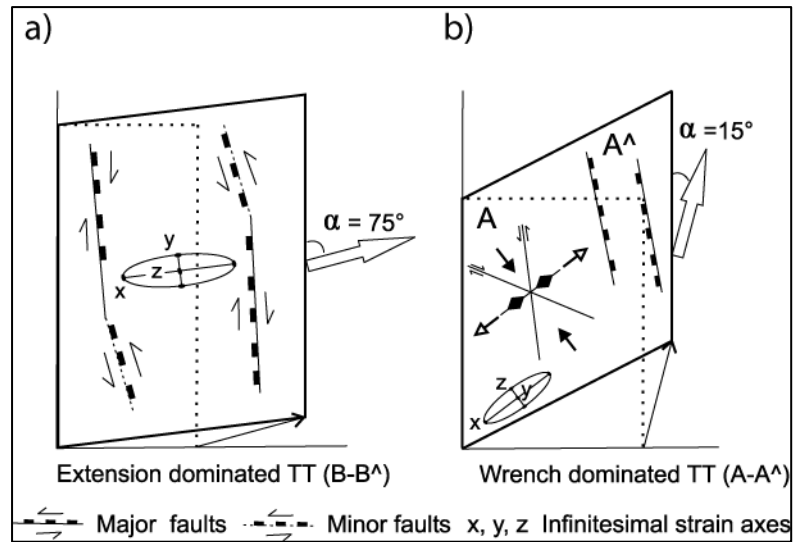 a)
b)
α = 75°
y
z
x
Extension dominated TT (B-B^)
α = 15°
A^
A
z
y
x
Wrench dominated TT (A-A^)
Major faults Minor faults x, y, z Infinitesimal strain axes